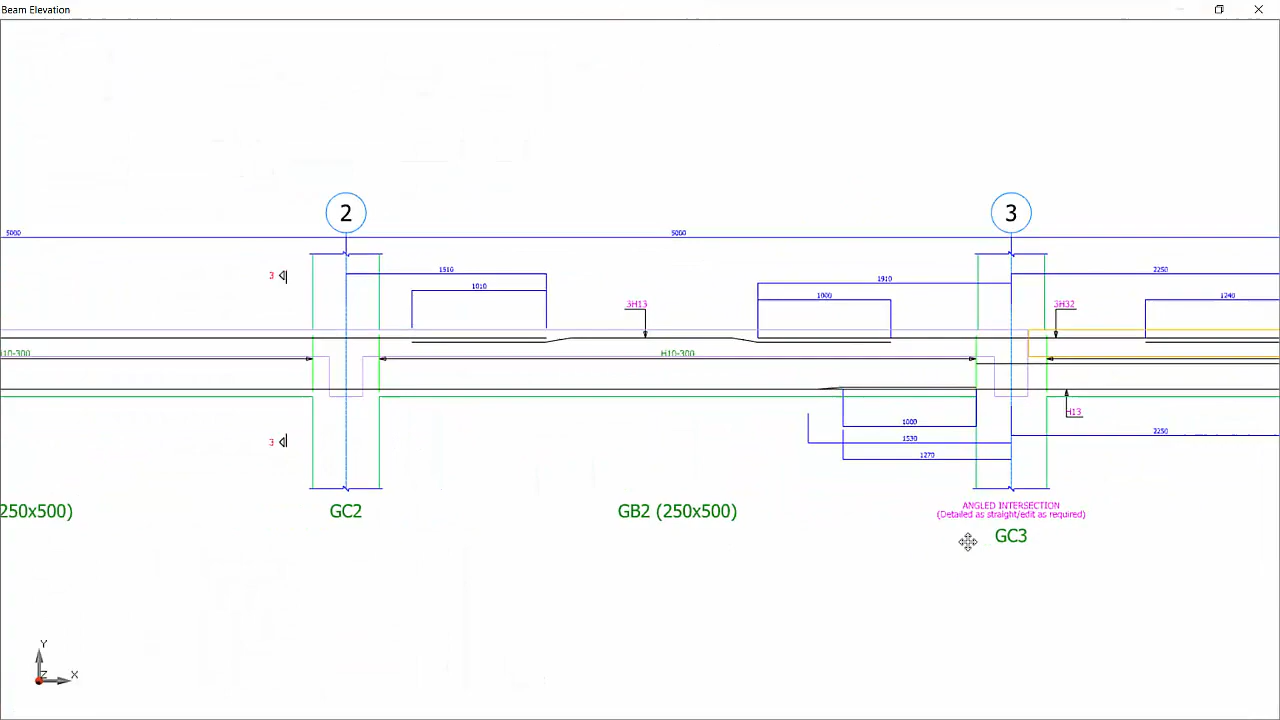 Beam Elevation
2
3
5000
5000
3
1510
1910
2250
1010
1000
1240
3H13
3H32
H10-300
H10-300
H13
1000
1530
2250
3
1270
250x500)
GC2
GB2 (250x500)
ANGLED INTERSECTION
(Detailed as straight/edit as required)
GC3
Y
Z
X